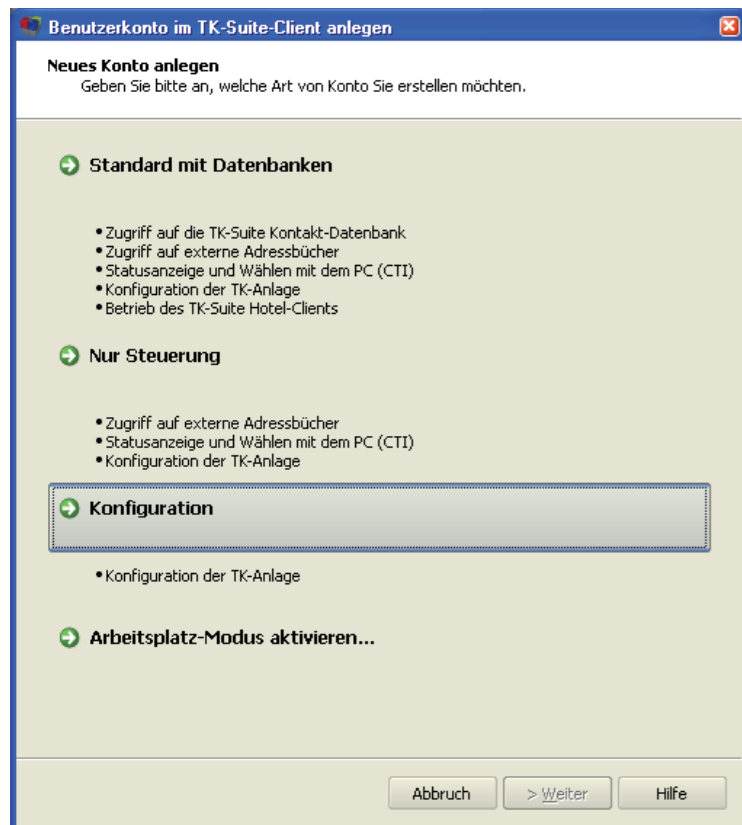 Benutzerkonto im TK-Suite-Client anlegen
Neues Konto anlegen
Geben Sie bitte an, welche Art von Konto Sie erstellen möchten.
Standard mit Datenbanken
• Zugriff auf die TK-Suite Kontakt-Datenbank
• Zugriff auf externe Adressbücher
• Statusanzeige und Wählen mit dem PC (CTI)
• Konfiguration der TK-Anlage
• Betrieb des TK-Suite Hotel-Clients
Nur Steuerung
• Zugriff auf externe Adressbücher
• Statusanzeige und Wählen mit dem PC (CTI)
• Konfiguration der TK-Anlage
Konfiguration
• Konfiguration der TK-Anlage
Arbeitsplatz-Modus aktivieren...
Abbruch > Weiter Hilfe